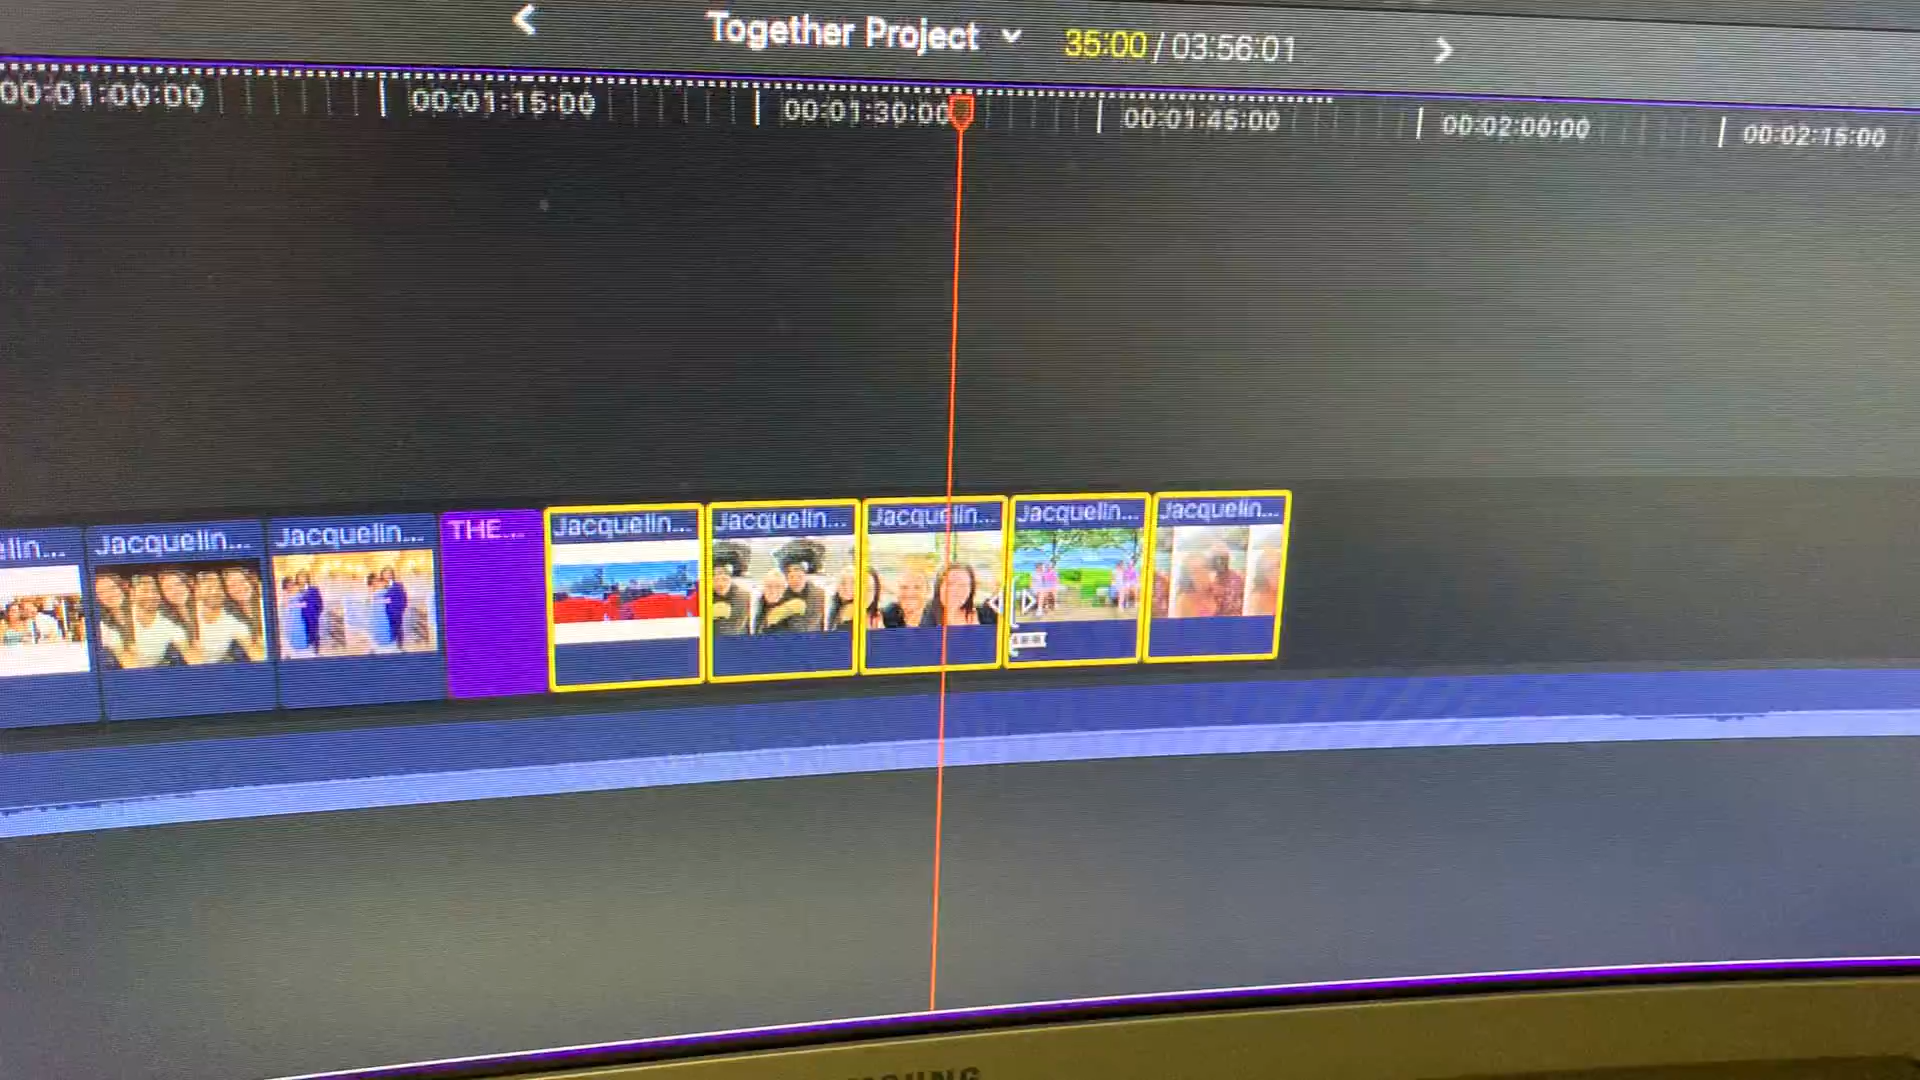 Together Project 35:00 / 03:56:01
00:01:00:00 00:01:15:00 00:01:30:00 00:01:45:00 00:02:00:00 00:02:15:00
elin... Jacquelin... Jacquelin... THE... Jacquelin... Jacquelin... Jacquelin... Jacquelin... Jacquelin...